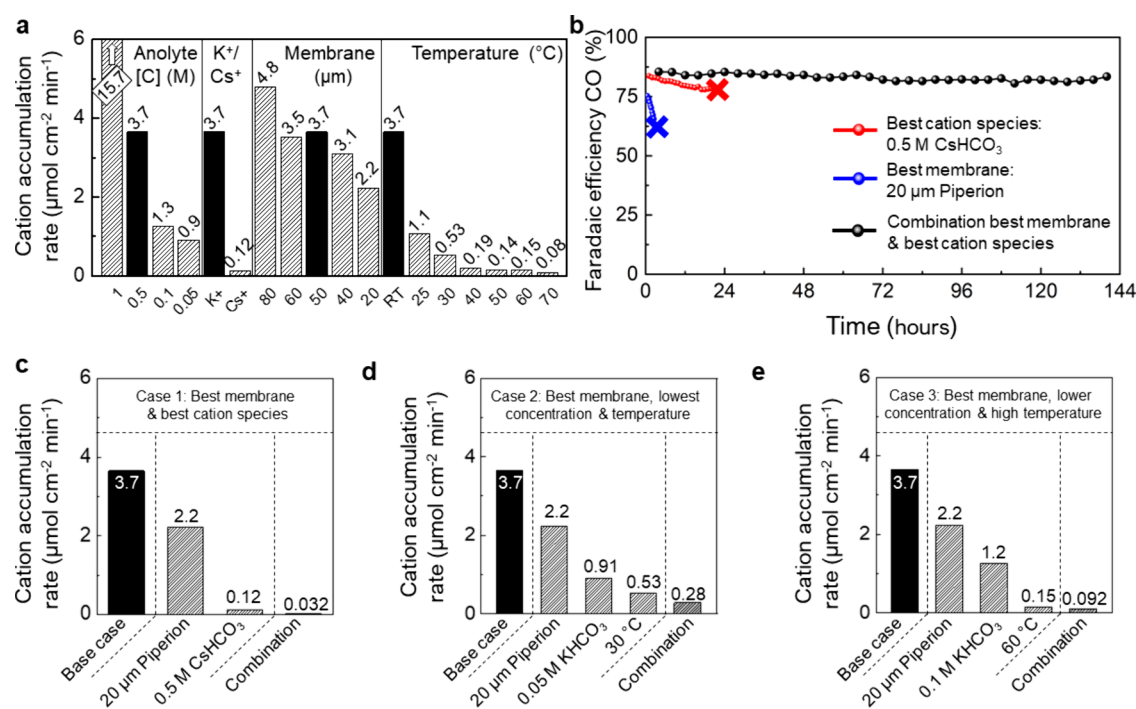 a
Cation accumulation
rate (µmol cm⁻² min⁻¹)
6
4
2
0
Anolyte
[C] (M)
K⁺/
Cs⁺
Membrane
(µm)
Temperature (°C)
15.7
3.7
1.3
0.9
3.7
0.12
4.8
3.5
3.7
3.1
2.2
3.7
1.1
0.53
0.19
0.14
0.15
0.08
1
0.5
0.1
0.05
K+
Cs+
80
60
50
40
20
RT
25
30
40
50
60
70
b
Faradaic efficiency CO (%)
100
75
50
25
0
Best cation species:
0.5 M CsHCO₃
Best membrane:
20 µm Piperion
Combination best membrane
& best cation species
0 24 48 72 96 120 144
Time (hours)
c
Cation accumulation
rate (µmol cm⁻² min⁻¹)
6
4
2
0
Case 1: Best membrane
& best cation species
3.7
2.2
0.12
0.032
Base case
20 µm Piperion
0.5 M CsHCO₃
Combination
d
Cation accumulation
rate (µmol cm⁻² min⁻¹)
6
4
2
0
Case 2: Best membrane, lowest
concentration & temperature
3.7
2.2
0.91
0.53
0.28
Base case
20 µm Piperion
0.05 M KHCO₃
30 °C
Combination
e
Cation accumulation
rate (µmol cm⁻² min⁻¹)
6
4
2
0
Case 3: Best membrane, lower
concentration & high temperature
3.7
2.2
1.2
0.15
0.092
Base case
20 µm Piperion
0.1 M KHCO₃
60 °C
Combination